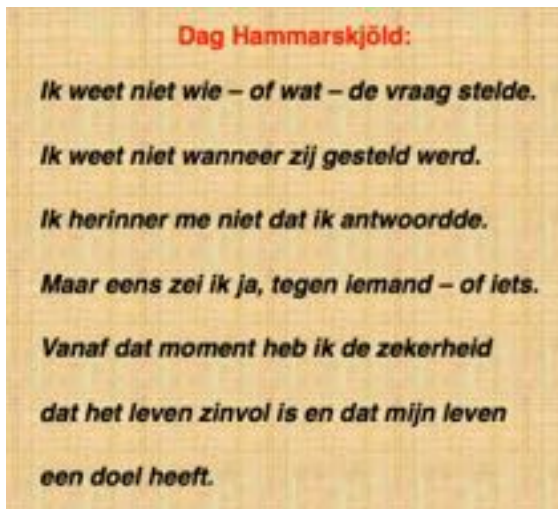 Dag Hammarskjöld:
Ik weet niet wie – of wat – de vraag stelde.
Ik weet niet wanneer zij gesteld werd.
Ik herinner me niet dat ik antwoordde.
Maar eens zei ik ja, tegen iemand – of iets.
Vanaf dat moment heb ik de zekerheid
dat het leven zinvol is en dat mijn leven
een doel heeft.